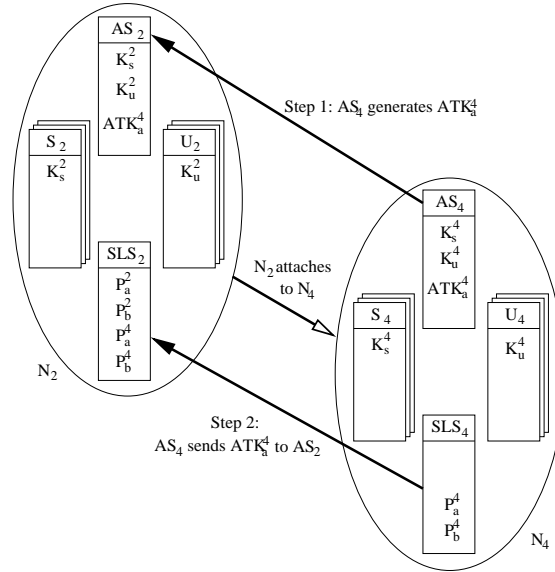 AS₂
K_s^2
K_u^2
ATK_a^4
Step 1: AS₄ generates ATK_a^4
S₂
K_s^2
U₂
K_u^2
SLS₂
P_a^2
P_b^2
P_a^4
P_b^4
N₂
N₂ attaches
to N₄
AS₄
K_s^4
K_u^4
ATK_a^4
S₄
K_s^4
U₄
K_u^4
Step 2:
AS₄ sends ATK_a^4 to AS₂
SLS₄
P_a^4
P_b^4
N₄